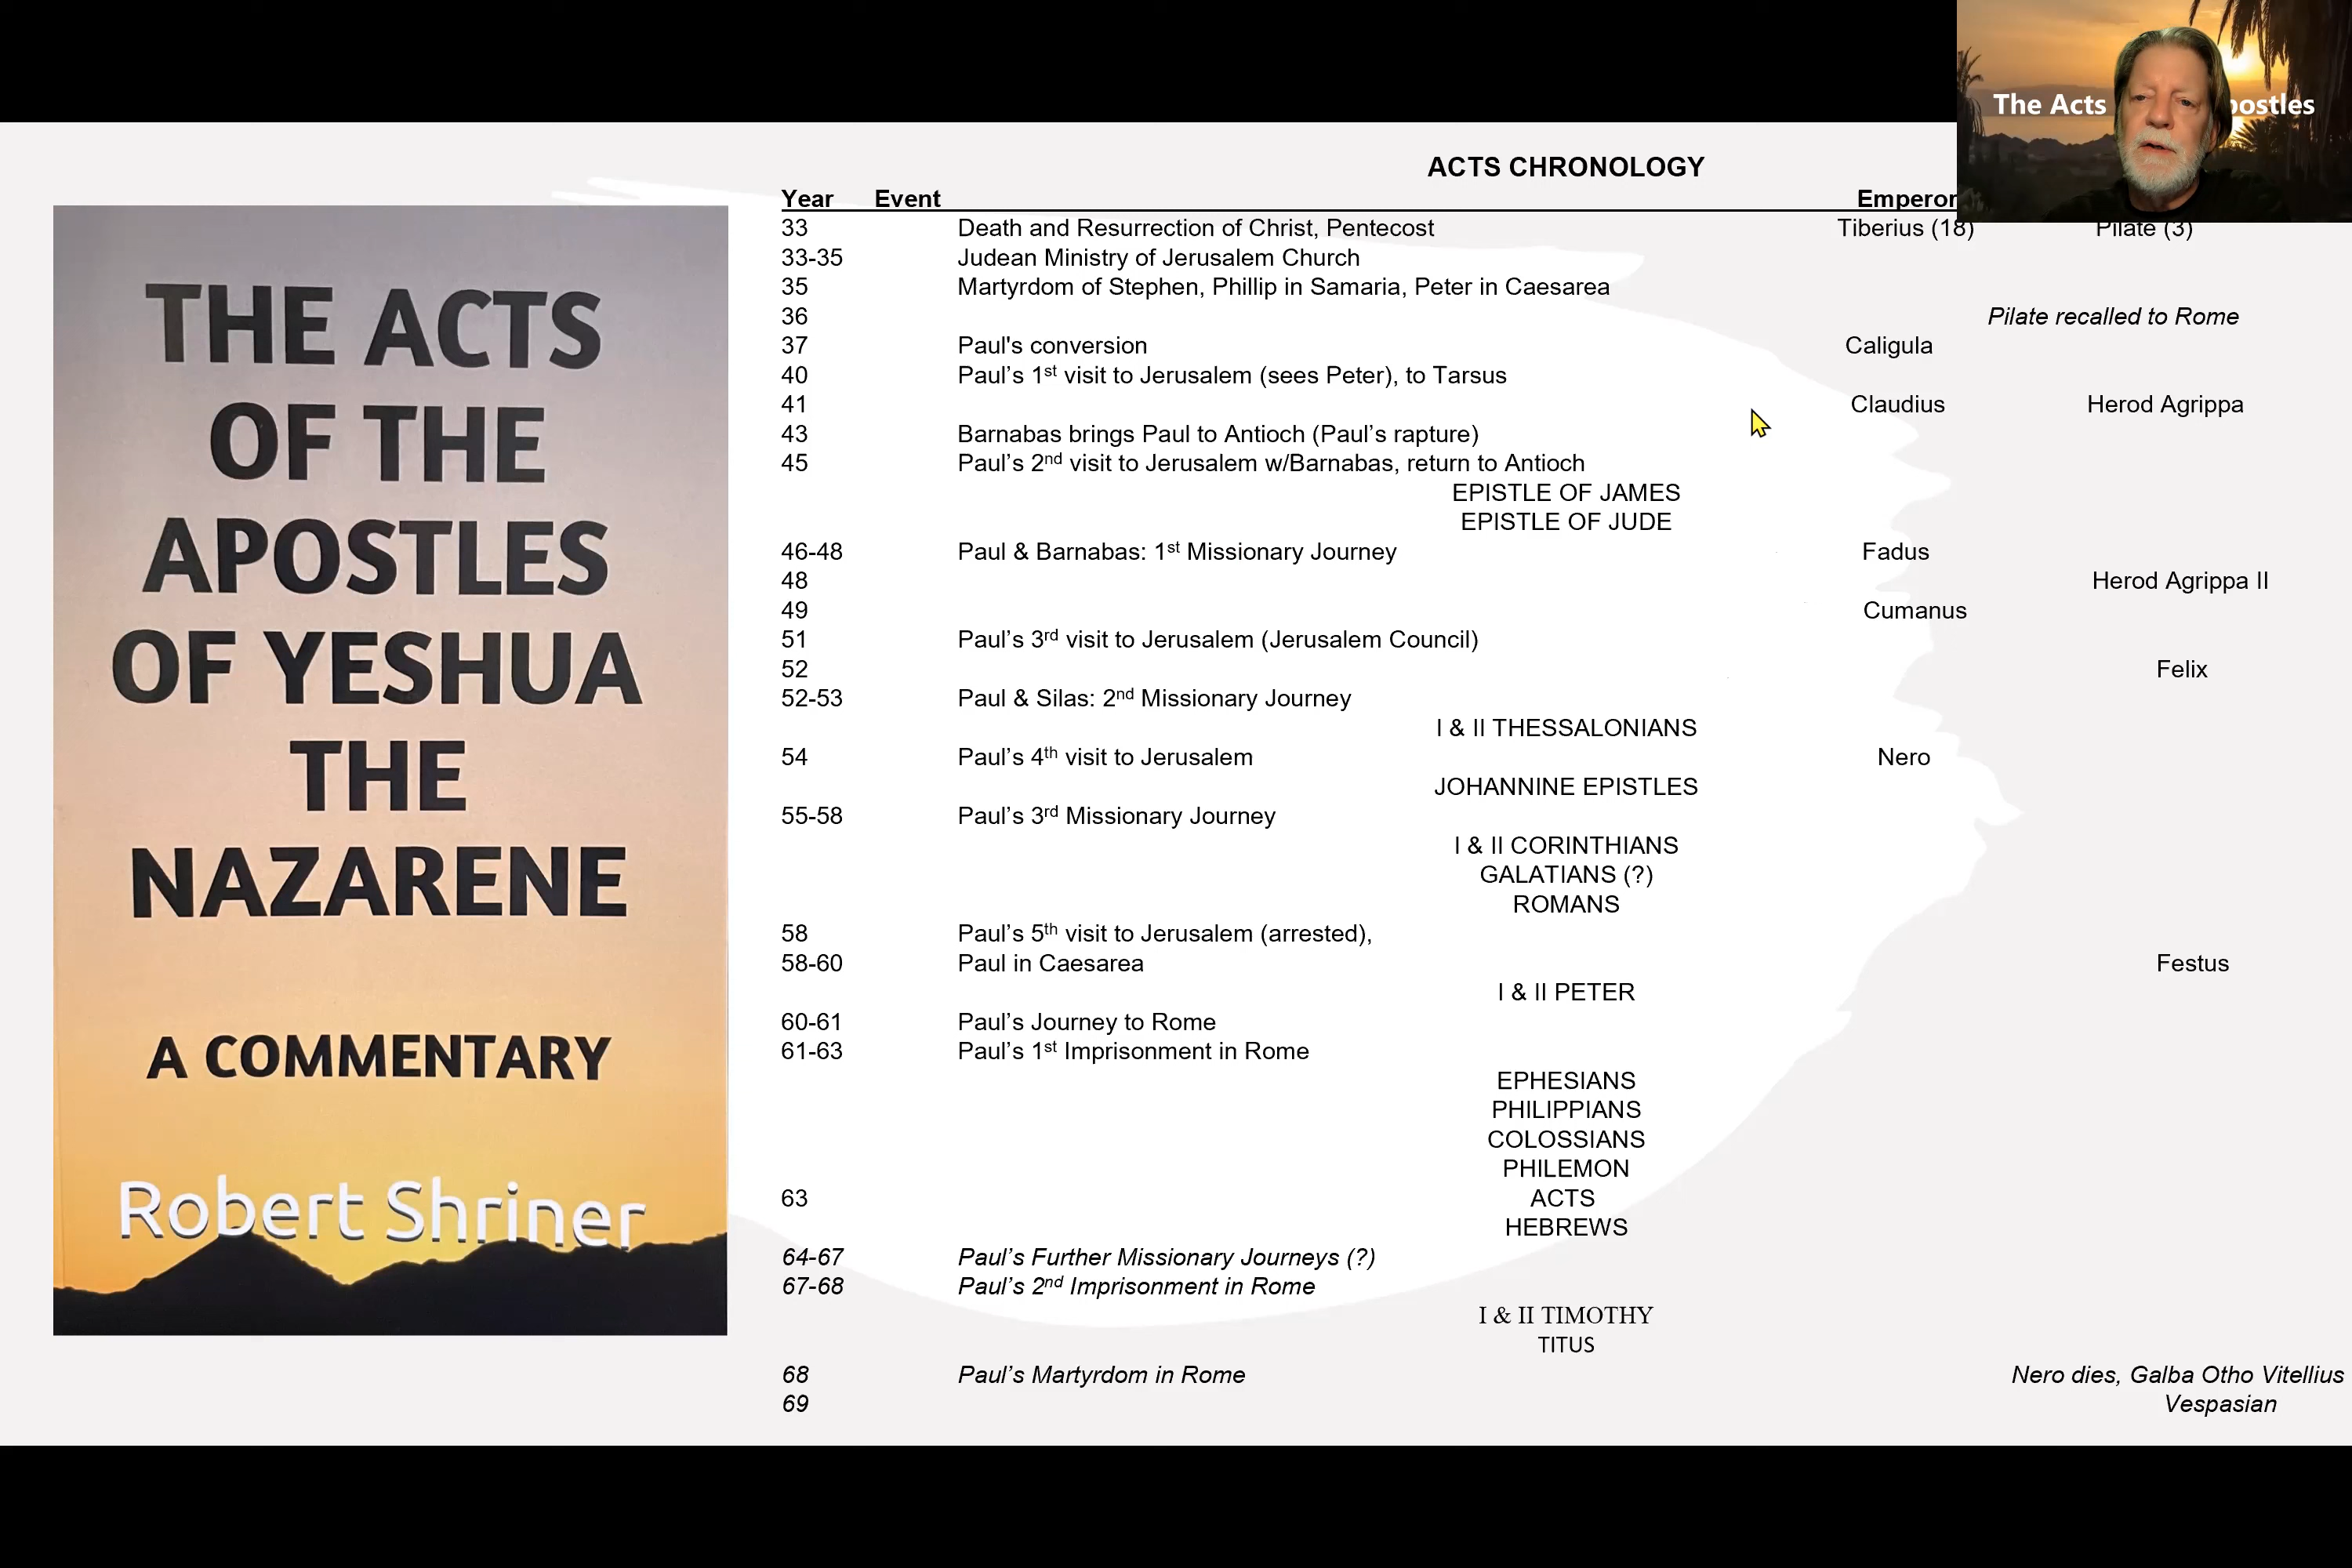 The Acts postles
THE ACTS
OF THE
APOSTLES
OF YESHUA
THE
NAZARENE
A COMMENTARY
Robert Shriner
ACTS CHRONOLOGY
Year Event Emperor
33 Death and Resurrection of Christ, Pentecost Tiberius (18) Pilate (3)
33-35 Judean Ministry of Jerusalem Church
35 Martyrdom of Stephen, Phillip in Samaria, Peter in Caesarea
36 Pilate recalled to Rome
37 Paul's conversion Caligula
40 Paul’s 1st visit to Jerusalem (sees Peter), to Tarsus
41 Claudius Herod Agrippa
43 Barnabas brings Paul to Antioch (Paul’s rapture)
45 Paul’s 2nd visit to Jerusalem w/Barnabas, return to Antioch
EPISTLE OF JAMES
EPISTLE OF JUDE
46-48 Paul & Barnabas: 1st Missionary Journey Fadus
48 Herod Agrippa II
49 Cumanus
51 Paul’s 3rd visit to Jerusalem (Jerusalem Council)
52 Felix
52-53 Paul & Silas: 2nd Missionary Journey
I & II THESSALONIANS
54 Paul’s 4th visit to Jerusalem Nero
JOHANNINE EPISTLES
55-58 Paul’s 3rd Missionary Journey
I & II CORINTHIANS
GALATIANS (?)
ROMANS
58 Paul’s 5th visit to Jerusalem (arrested),
58-60 Paul in Caesarea Festus
I & II PETER
60-61 Paul’s Journey to Rome
61-63 Paul’s 1st Imprisonment in Rome
EPHESIANS
PHILIPPIANS
COLOSSIANS
PHILEMON
63 ACTS
HEBREWS
64-67 Paul’s Further Missionary Journeys (?)
67-68 Paul’s 2nd Imprisonment in Rome
I & II TIMOTHY
TITUS
68 Paul’s Martyrdom in Rome Nero dies, Galba Otho Vitellius
69 Vespasian